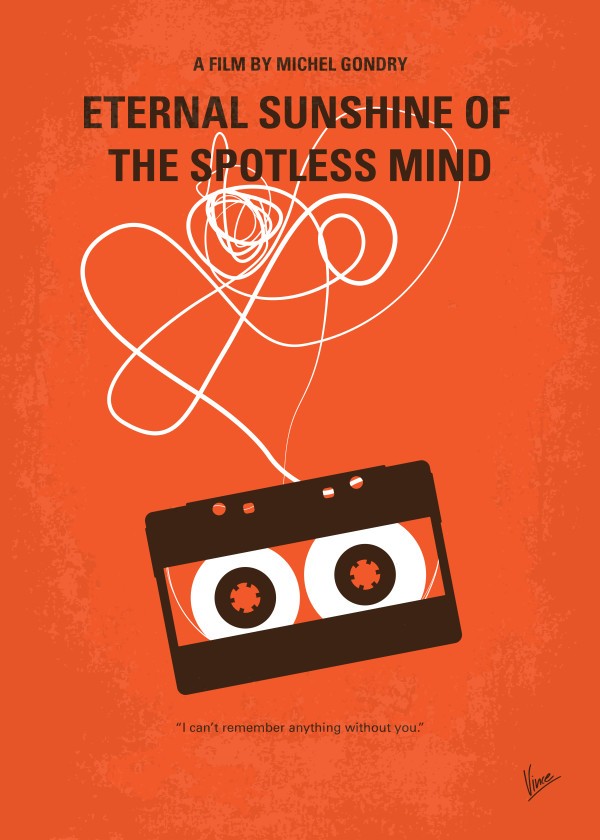 A FILM BY MICHEL GONDRY
ETERNAL SUNSHINE OF
THE SPOTLESS MIND
“I can’t remember anything without you.”
Vince